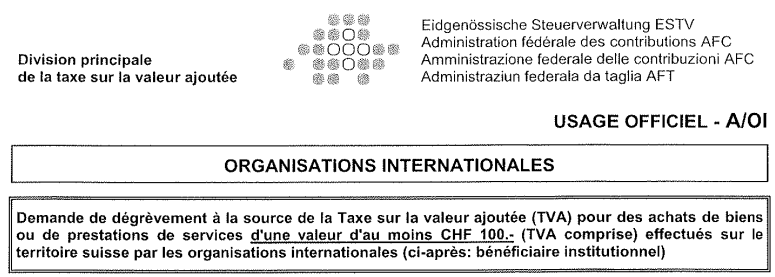 Eidgenössische Steuerverwaltung ESTV
Administration fédérale des contributions AFC
Amministrazione federale delle contribuzioni AFC
Administraziun federala da taglia AFT
Division principale
de la taxe sur la valeur ajoutée
USAGE OFFICIEL - A/OI
ORGANISATIONS INTERNATIONALES
Demande de dégrèvement à la source de la Taxe sur la valeur ajoutée (TVA) pour des achats de biens
ou de prestations de services d'une valeur d'au moins CHF 100.- (TVA comprise) effectués sur le
territoire suisse par les organisations internationales (ci-après: bénéficiaire institutionnel)